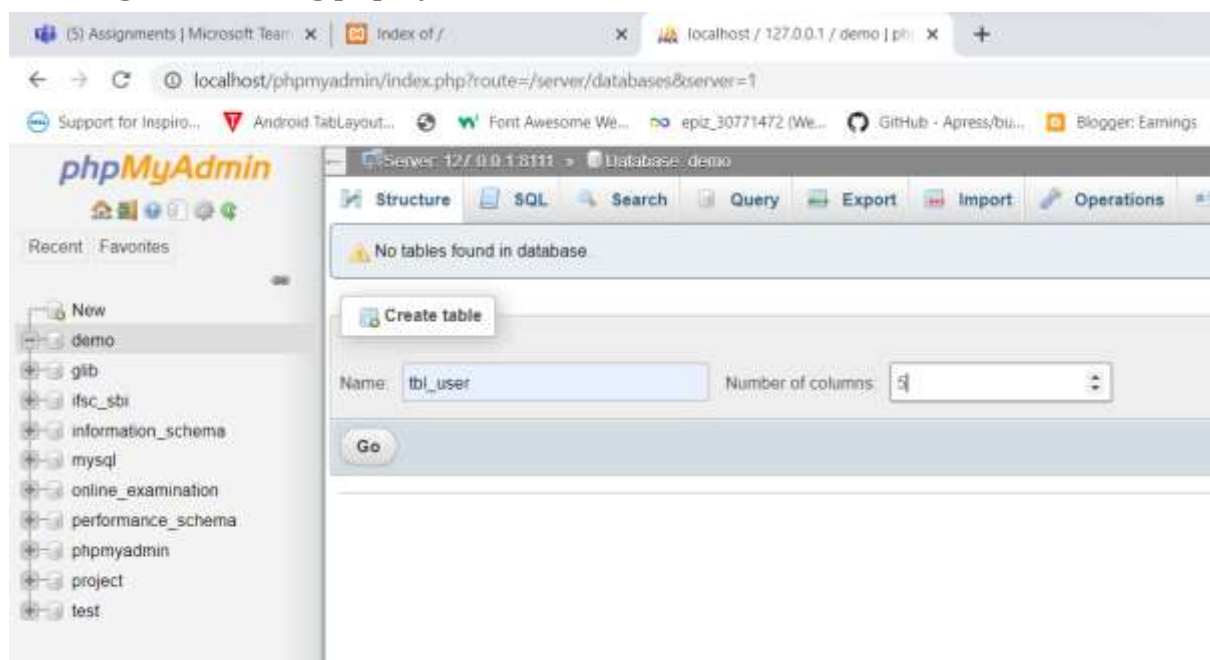 (5) Assignments | Microsoft Team
Index of /
localhost / 127.0.0.1 / demo | ph
localhost/phpmyadmin/index.php?route=/server/databases&server=1
Support for Inspiro...
Android TabLayout...
Font Awesome We...
epiz_30771472 (We...
GitHub - Apress/bu...
Blogger: Earnings
phpMyAdmin
Server: 127.0.0.1:8111 » Database: demo
Structure SQL Search Query Export Import Operations
Recent Favorites
No tables found in database.
New
demo
glib
ifsc_sbi
information_schema
mysql
online_examination
performance_schema
phpmyadmin
project
test
Create table
Name: tbl_user Number of columns: 5
Go